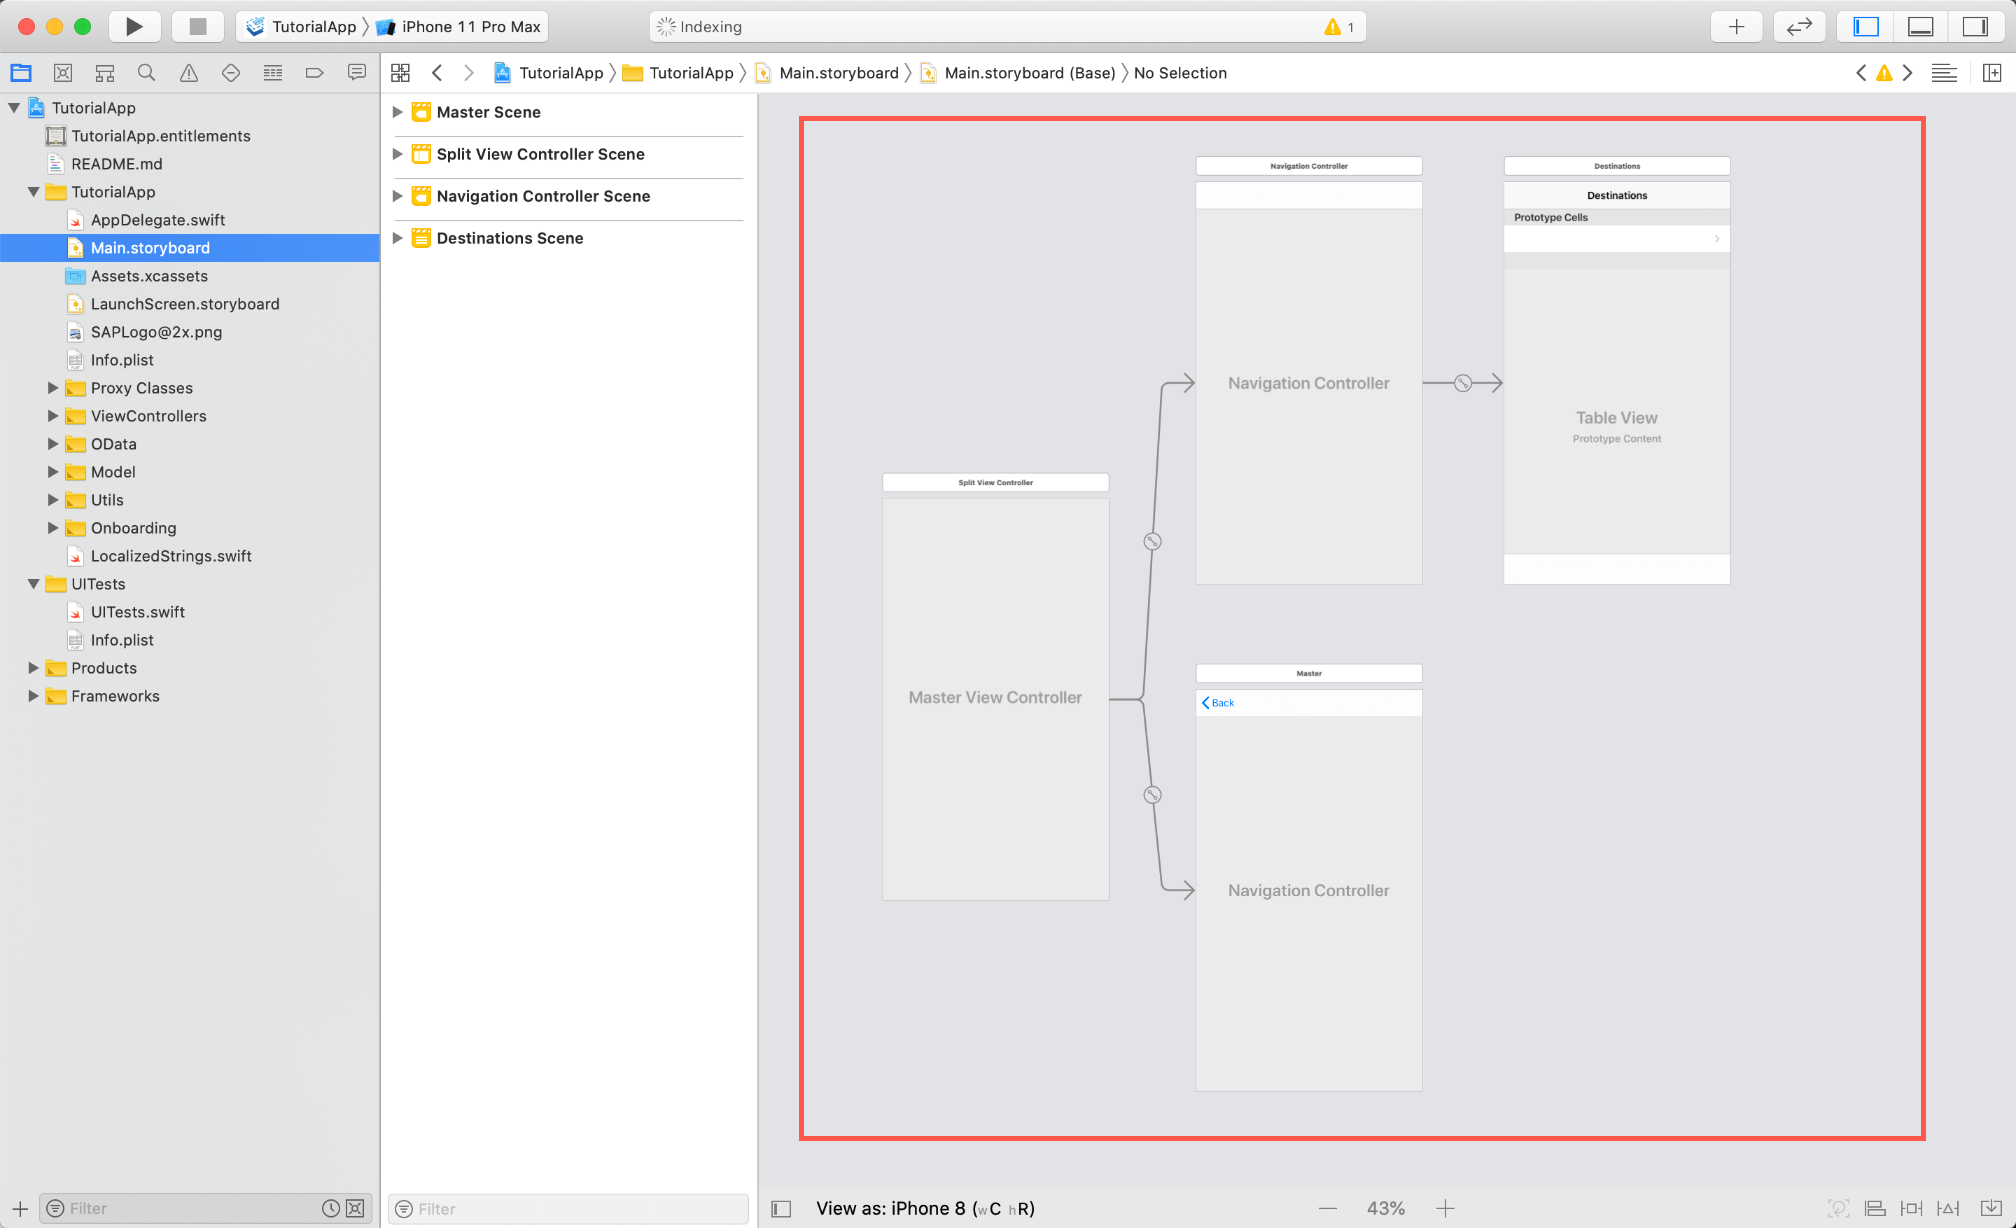 TutorialApp iPhone 11 Pro Max
Indexing
1
TutorialApp TutorialApp Main.storyboard Main.storyboard (Base) No Selection
TutorialApp
TutorialApp.entitlements
README.md
TutorialApp
AppDelegate.swift
Main.storyboard
Assets.xcassets
LaunchScreen.storyboard
SAPLogo@2x.png
Info.plist
Proxy Classes
ViewControllers
OData
Model
Utils
Onboarding
LocalizedStrings.swift
UITests
UITests.swift
Info.plist
Products
Frameworks
Filter
Master Scene
Split View Controller Scene
Navigation Controller Scene
Destinations Scene
Filter
Navigation Controller
Navigation Controller
Destinations
Destinations
Prototype Cells
Table View
Prototype Content
Split View Controller
Master View Controller
Master
Back
Navigation Controller
View as: iPhone 8 (wC hR)
43%